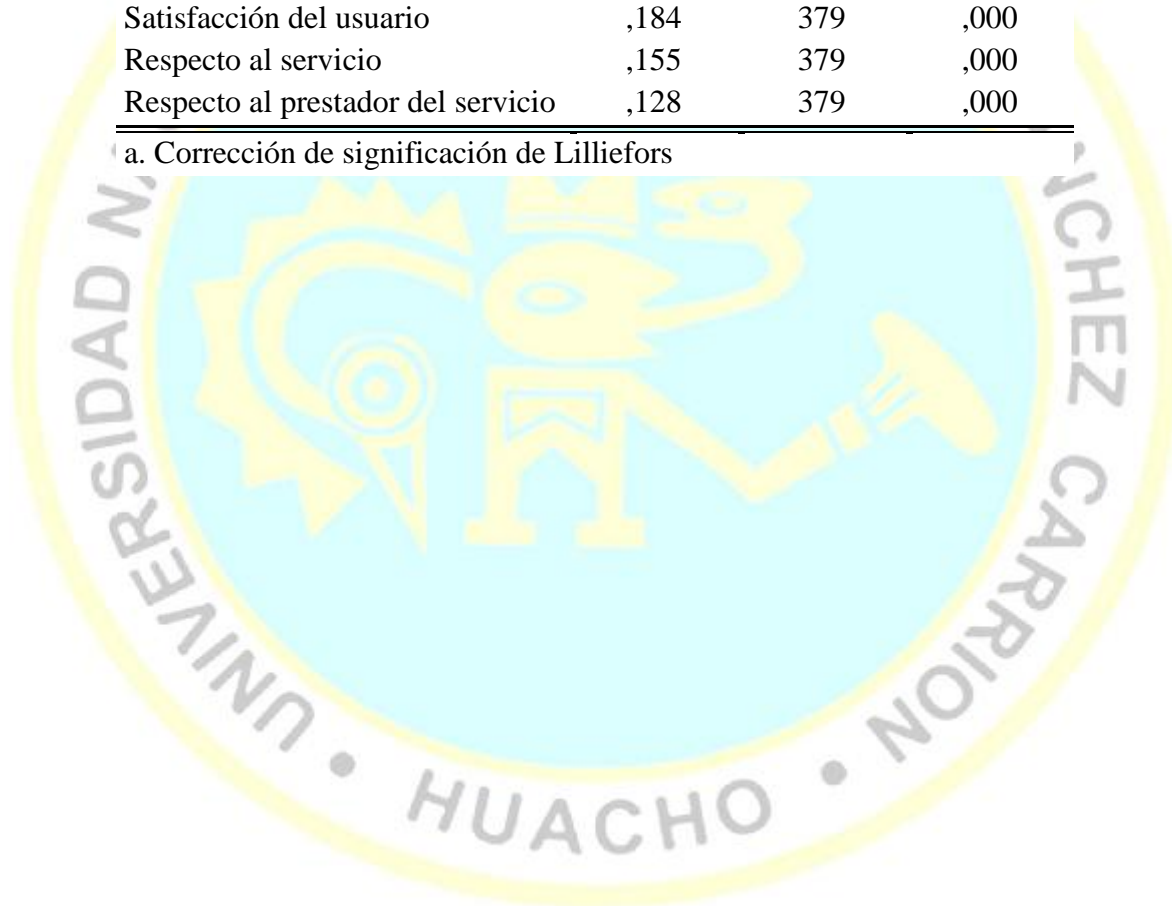 Satisfacción del usuario ,184 379 ,000
Respecto al servicio ,155 379 ,000
Respecto al prestador del servicio ,128 379 ,000
a. Corrección de significación de Lilliefors
UNIVERSIDAD
CARRION
• HUACHO •